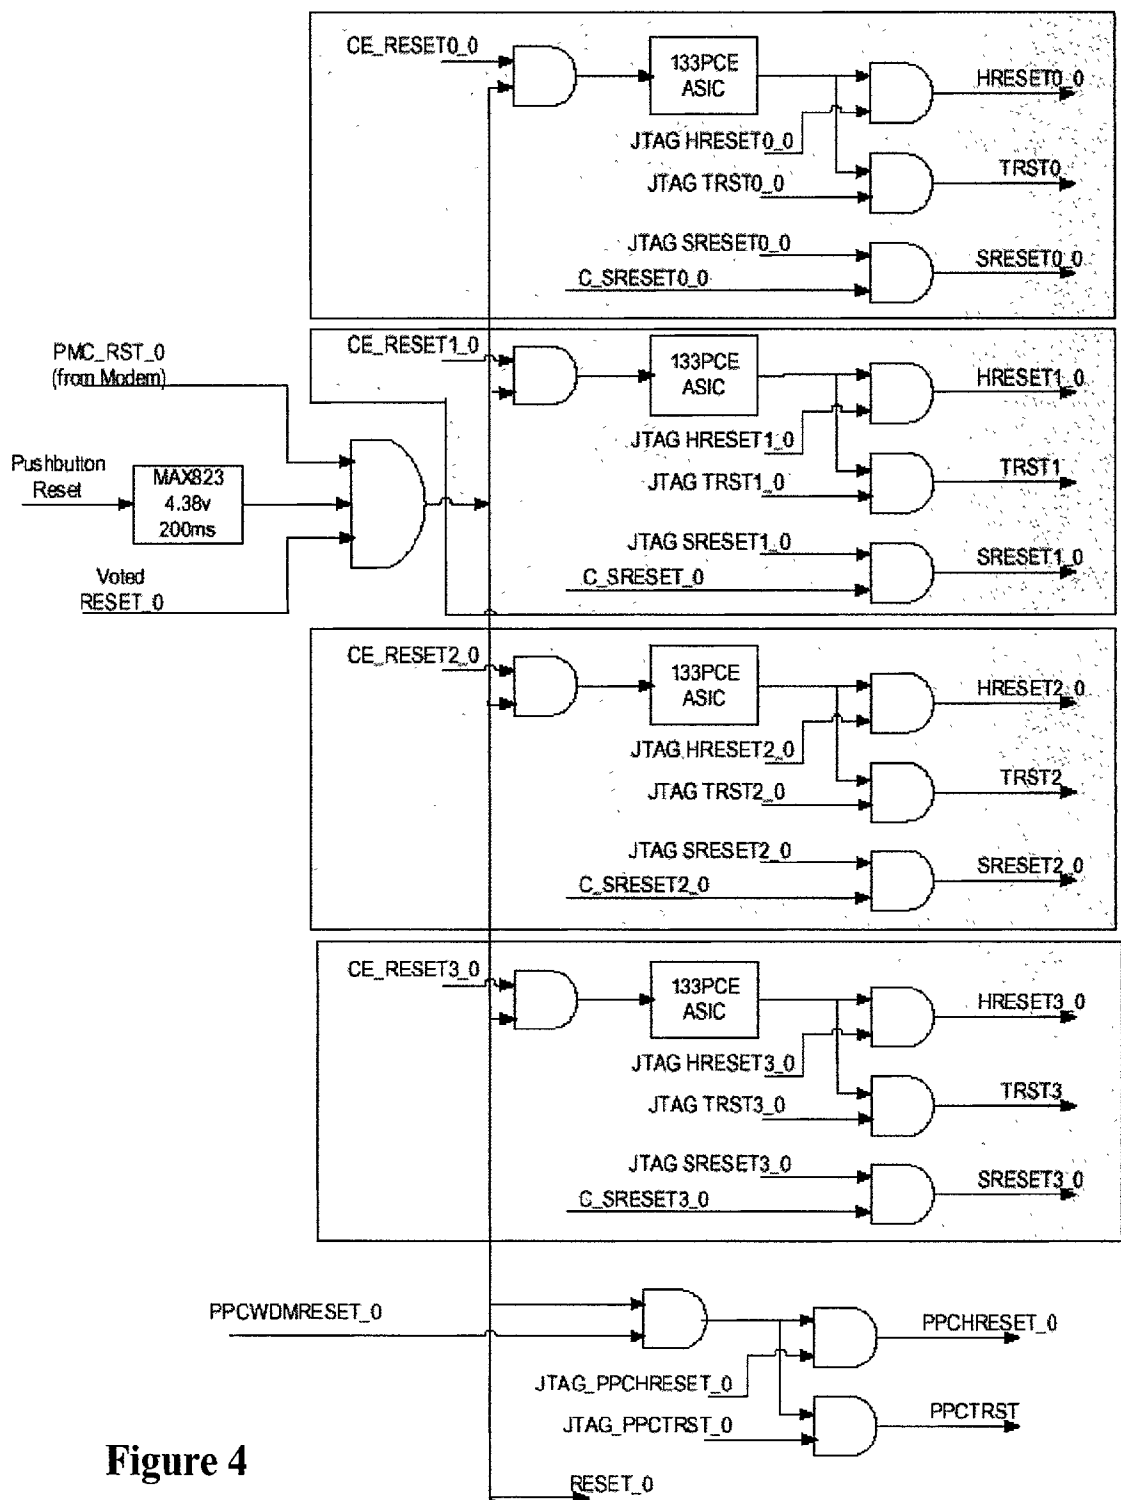 CE_RESET0_0
133PCE
ASIC
HRESET0_0
JTAG HRESET0_0
TRST0
JTAG TRST0_0
JTAG SRESET0_0
SRESET0_0
C_SRESET0_0
PMC_RST_0
(from Modem)
Pushbution
Reset
MAX823
4.38v
200ms
Voted
RESET_0
CE_RESET1_0
133PCE
ASIC
HRESET1_0
JTAG HRESET1_0
TRST1
JTAG TRST1_0
JTAG SRESET1_0
SRESET1_0
C_SRESET_0
CE_RESET2_0
133PCE
ASIC
HRESET2_0
JTAG HRESET2_0
TRST2
JTAG TRST2_0
JTAG SRESET2_0
SRESET2_0
C_SRESET2_0
CE_RESET3_0
133PCE
ASIC
HRESET3_0
JTAG HRESET3_0
TRST3
JTAG TRST3_0
JTAG SRESET3_0
SRESET3_0
C_SRESET3_0
PPCWDMRESET_0
PPCHRESET_0
JTAG_PPCHRESET_0
PPCTRST
JTAG_PPCTRST_0
RESET_0
Figure 4